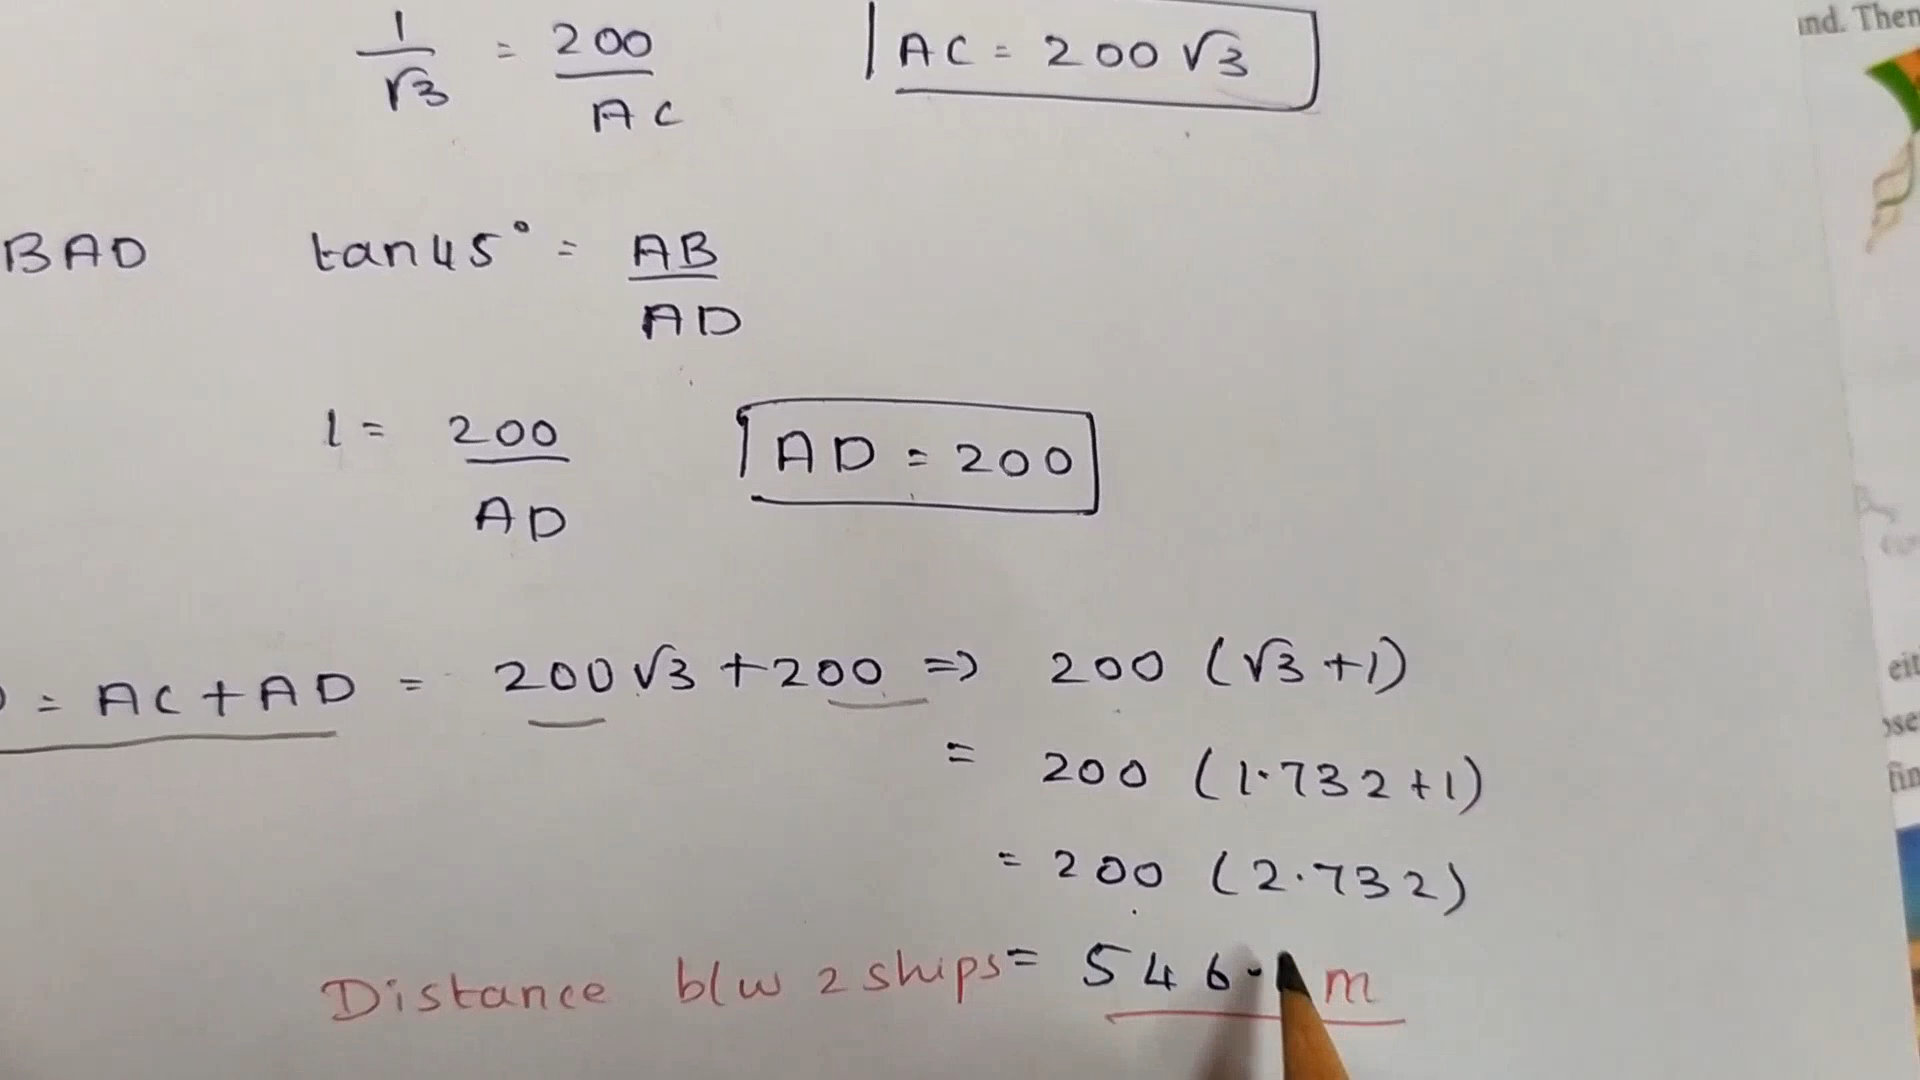 1/√3 = 200/AC
AC = 200√3
BAD tan45° = AB/AD
1 = 200/AD
AD = 200
= AC + AD = 200√3 + 200 => 200 (√3 + 1)
= 200 (1.732 + 1)
= 200 (2.732)
Distance b/w 2 ships = 546. m
nd. Then
eit
ose
fin